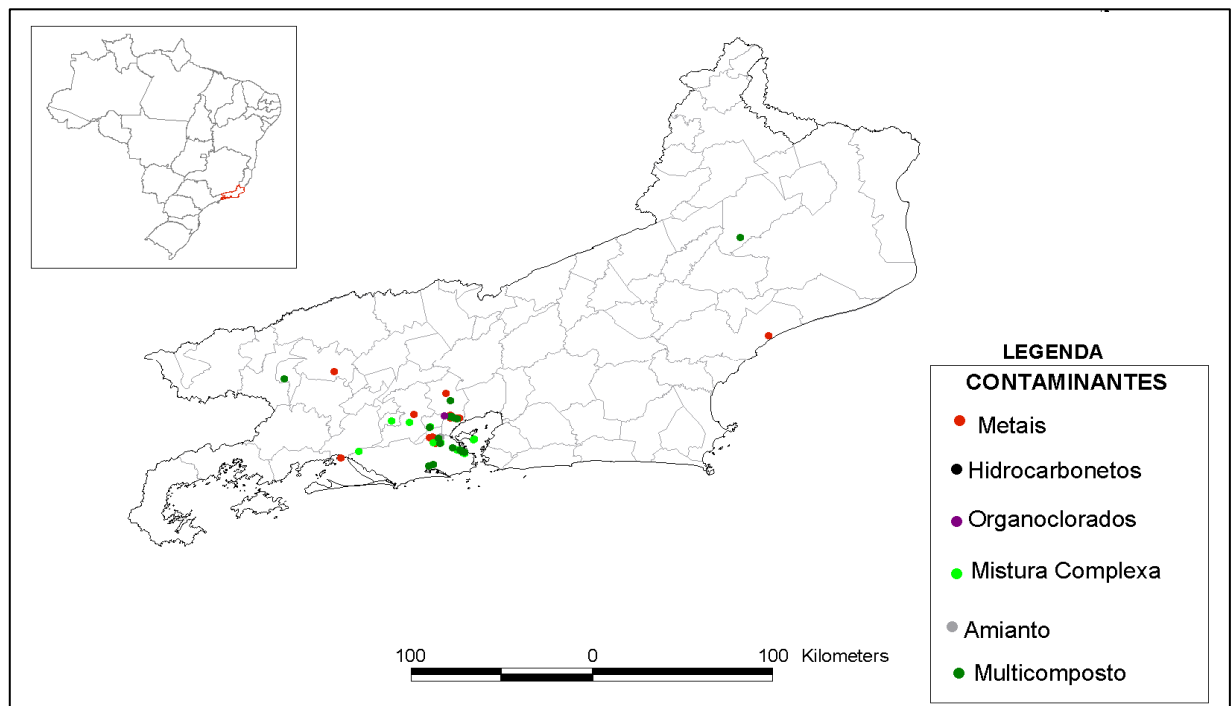 LEGENDA
CONTAMINANTES
Metais
Hidrocarbonetos
Organoclorados
Mistura Complexa
Amianto
Multicomposto
100 0 100 Kilometers